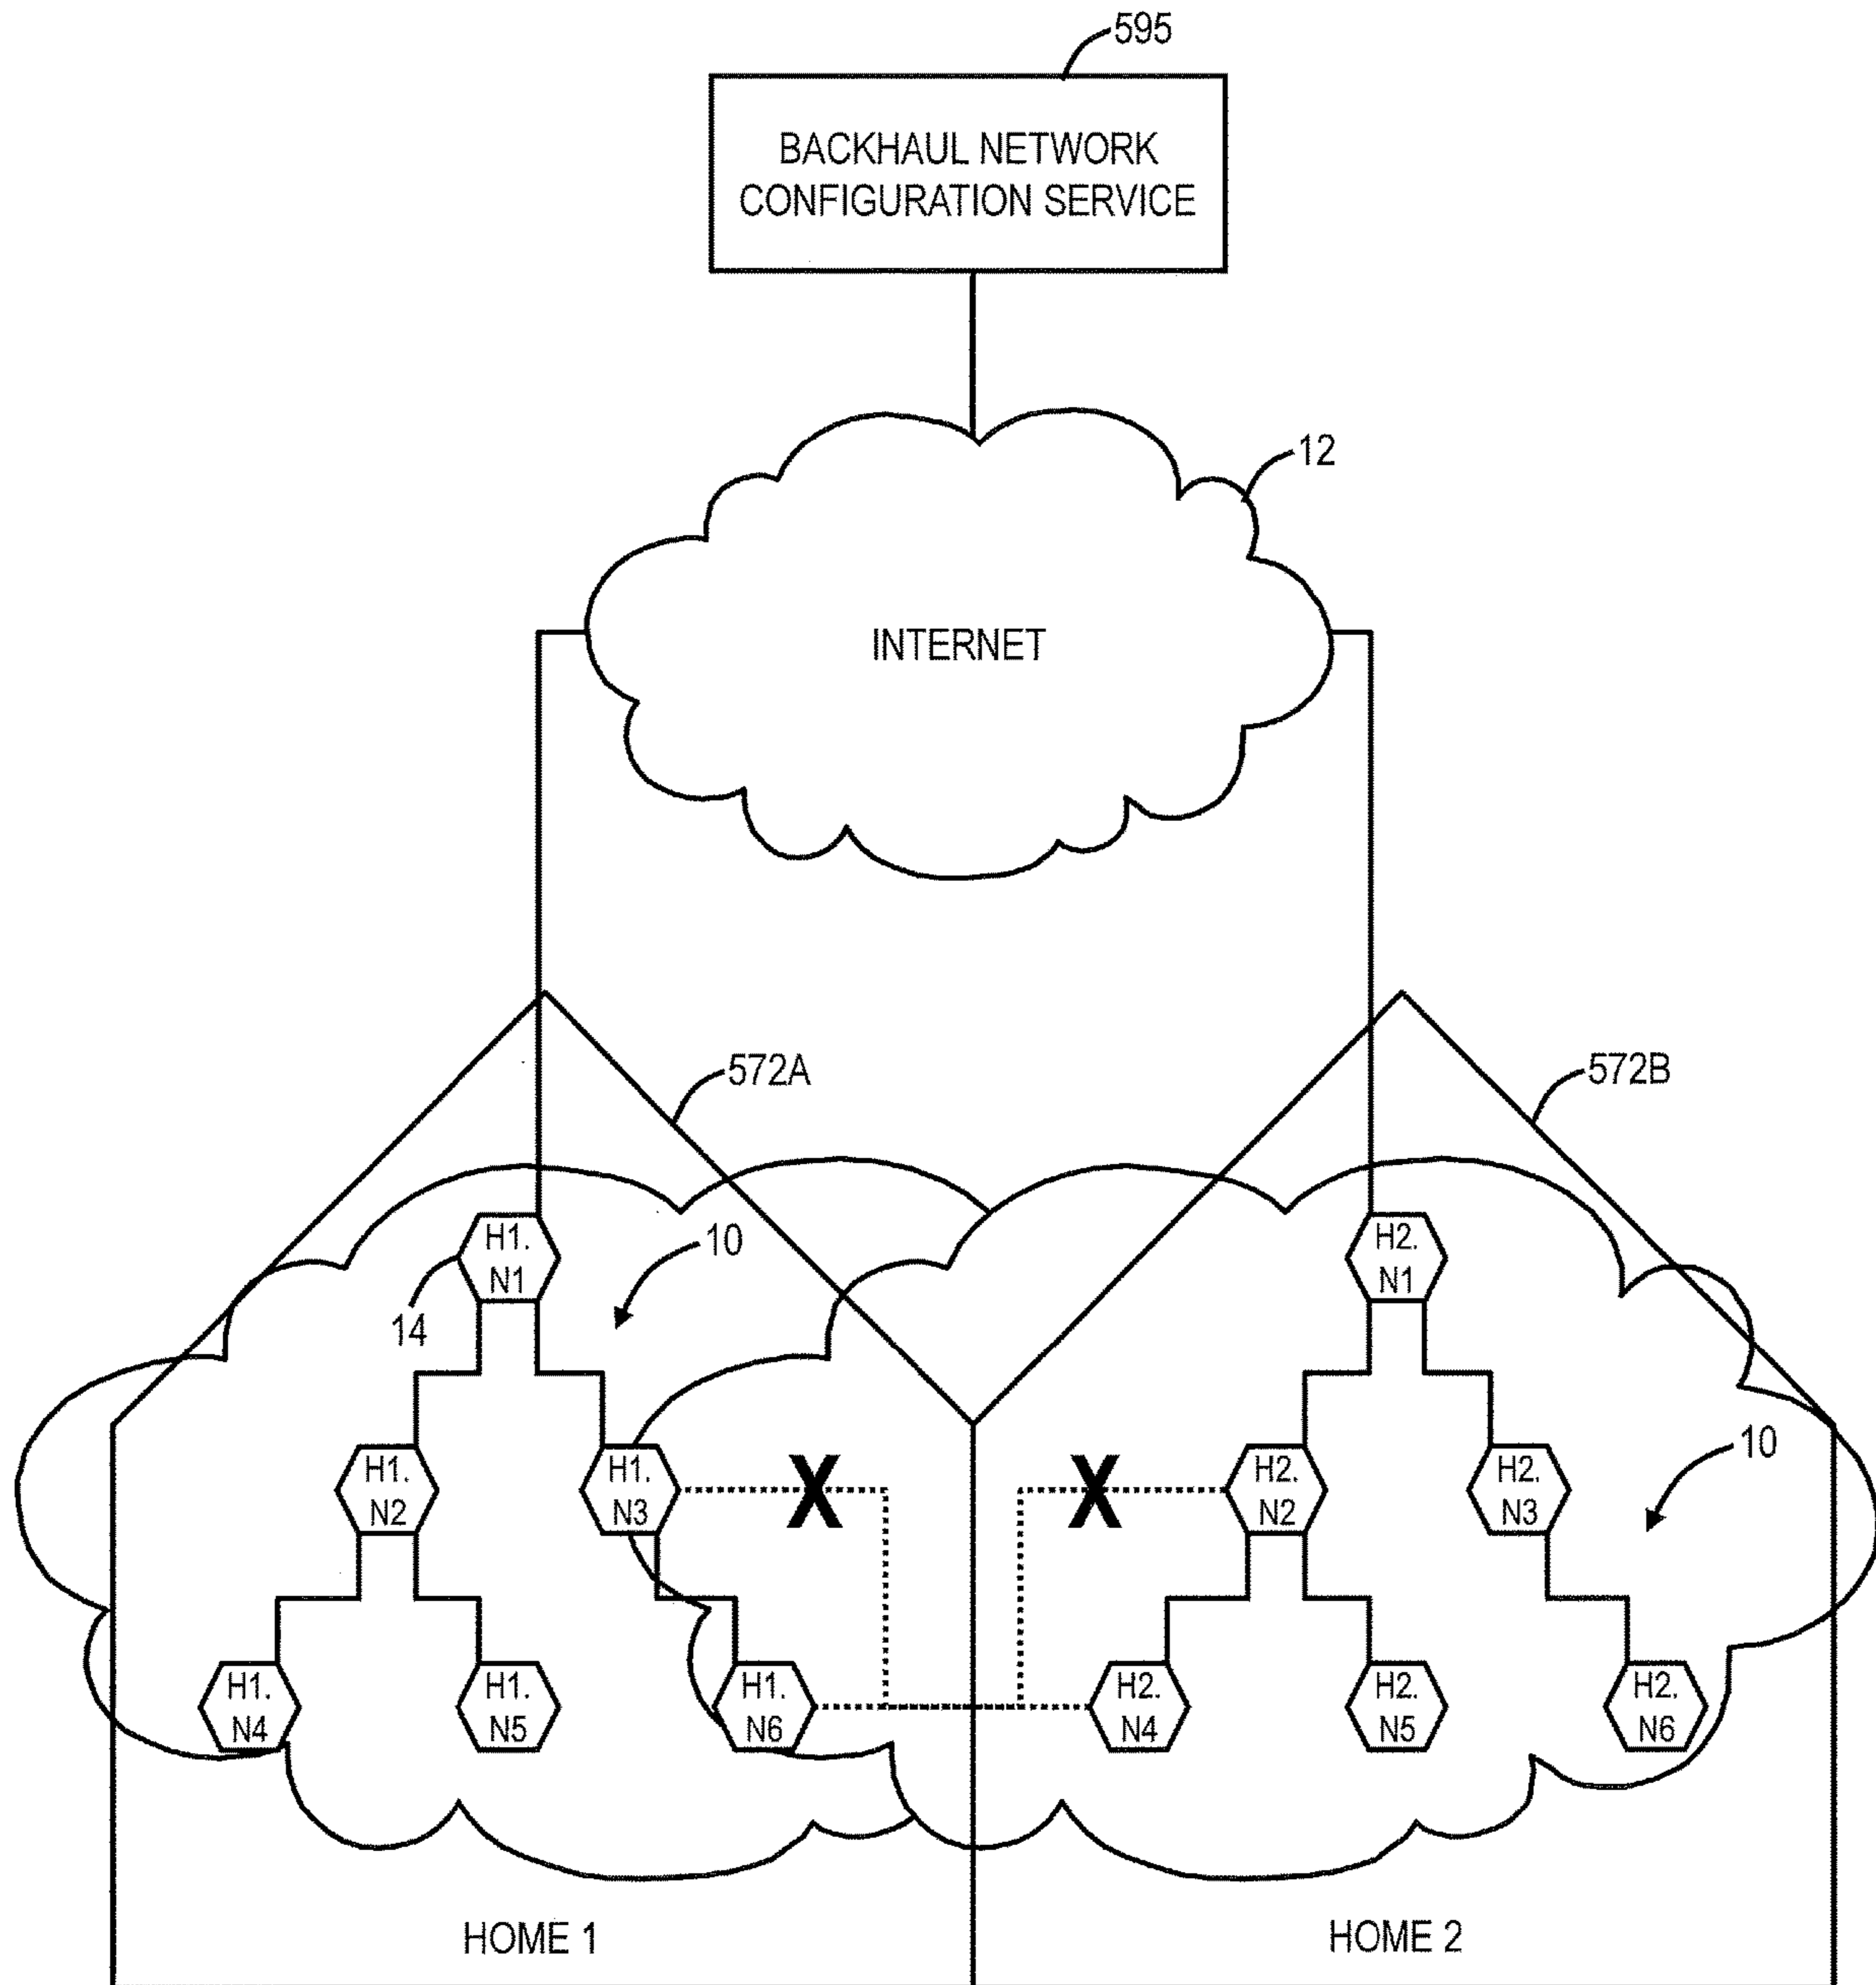 595
BACKHAUL NETWORK
CONFIGURATION SERVICE
12
INTERNET
572A
572B
H1.
N1
10
14
H2.
N1
H1.
N2
H1.
N3
X
X
H2.
N2
H2.
N3
10
H1.
N4
H1.
N5
H1.
N6
H2.
N4
H2.
N5
H2.
N6
HOME 1
HOME 2